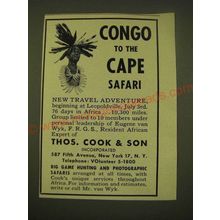 CONGO
TO THE
CAPE
SAFARI
NEW TRAVEL ADVENTURE,
beginning at Leopoldville, July 3rd.
76 days in Africa — 10,300 miles.
Group limited to 10 members under
personal leadership of Eugene van
Wyk, F. R. G. S., Resident African
Expert of
THOS. COOK & SON
INCORPORATED
587 Fifth Avenue, New York 17, N. Y.
Telephone: VOlunteer 5-1800
BIG GAME HUNTING AND PHOTOGRAPHIC
SAFARIS arranged at all times, with
Cook's unique services throughout
Africa. For information and estimates,
write or call Mr. van Wyk.